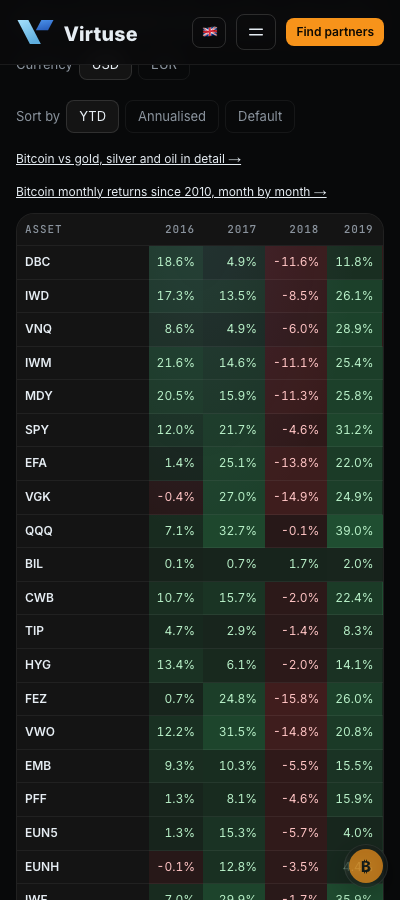 Virtuse
Find partners
Currency USD EUR
Sort by YTD Annualised Default
Bitcoin vs gold, silver and oil in detail →
Bitcoin monthly returns since 2010, month by month →
ASSET 2016 2017 2018 2019
DBC 18.6% 4.9% -11.6% 11.8%
IWD 17.3% 13.5% -8.5% 26.1%
VNQ 8.6% 4.9% -6.0% 28.9%
IWM 21.6% 14.6% -11.1% 25.4%
MDY 20.5% 15.9% -11.3% 25.8%
SPY 12.0% 21.7% -4.6% 31.2%
EFA 1.4% 25.1% -13.8% 22.0%
VGK -0.4% 27.0% -14.9% 24.9%
QQQ 7.1% 32.7% -0.1% 39.0%
BIL 0.1% 0.7% 1.7% 2.0%
CWB 10.7% 15.7% -2.0% 22.4%
TIP 4.7% 2.9% -1.4% 8.3%
HYG 13.4% 6.1% -2.0% 14.1%
FEZ 0.7% 24.8% -15.8% 26.0%
VWO 12.2% 31.5% -14.8% 20.8%
EMB 9.3% 10.3% -5.5% 15.5%
PFF 1.3% 8.1% -4.6% 15.9%
EUN5 1.3% 15.3% -5.7% 4.0%
EUNH -0.1% 12.8% -3.5%
IWF 7.0% 29.9% -1.7% 35.9%